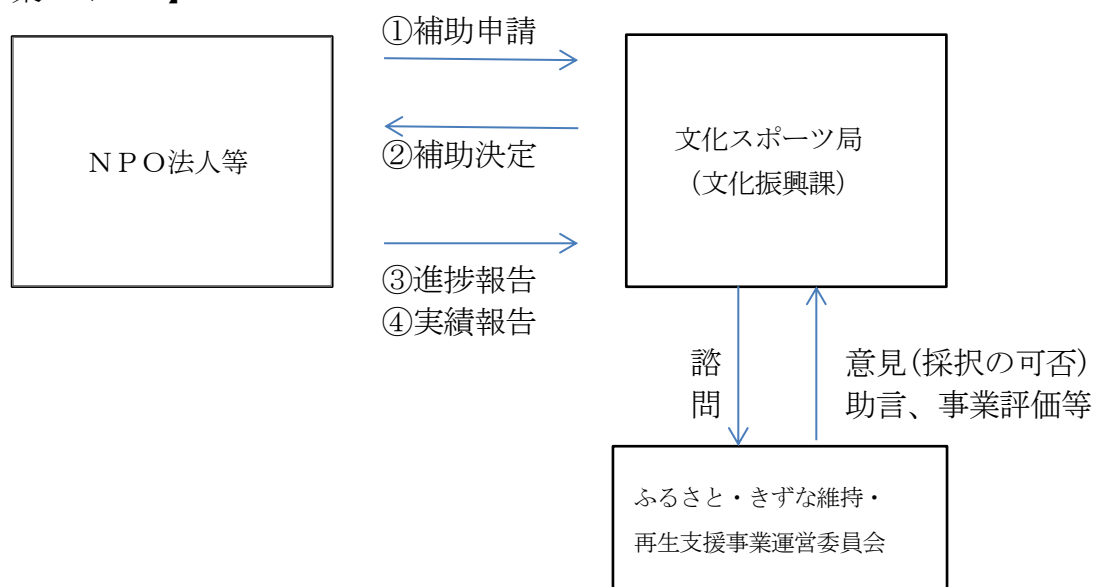 ①補助申請
ＮＰＯ法人等
②補助決定
文化スポーツ局
（文化振興課）
③進捗報告
④実績報告
諮問
意見(採択の可否)
助言、事業評価等
ふるさと・きずな維持・
再生支援事業運営委員会